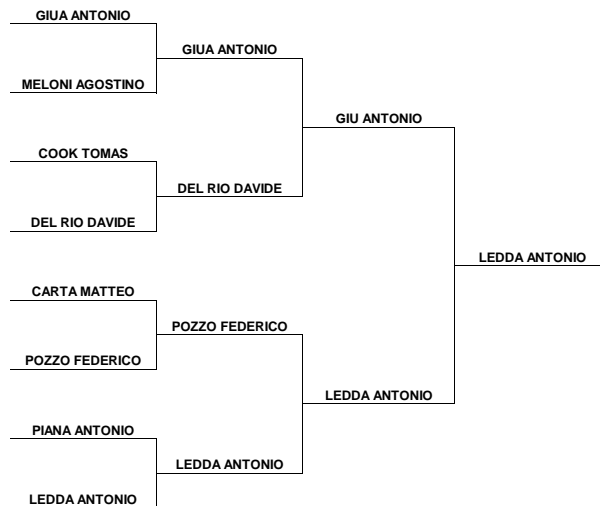 GIUA ANTONIO
GIUA ANTONIO
MELONI AGOSTINO
GIU ANTONIO
COOK TOMAS
DEL RIO DAVIDE
DEL RIO DAVIDE
LEDDA ANTONIO
CARTA MATTEO
POZZO FEDERICO
POZZO FEDERICO
LEDDA ANTONIO
PIANA ANTONIO
LEDDA ANTONIO
LEDDA ANTONIO